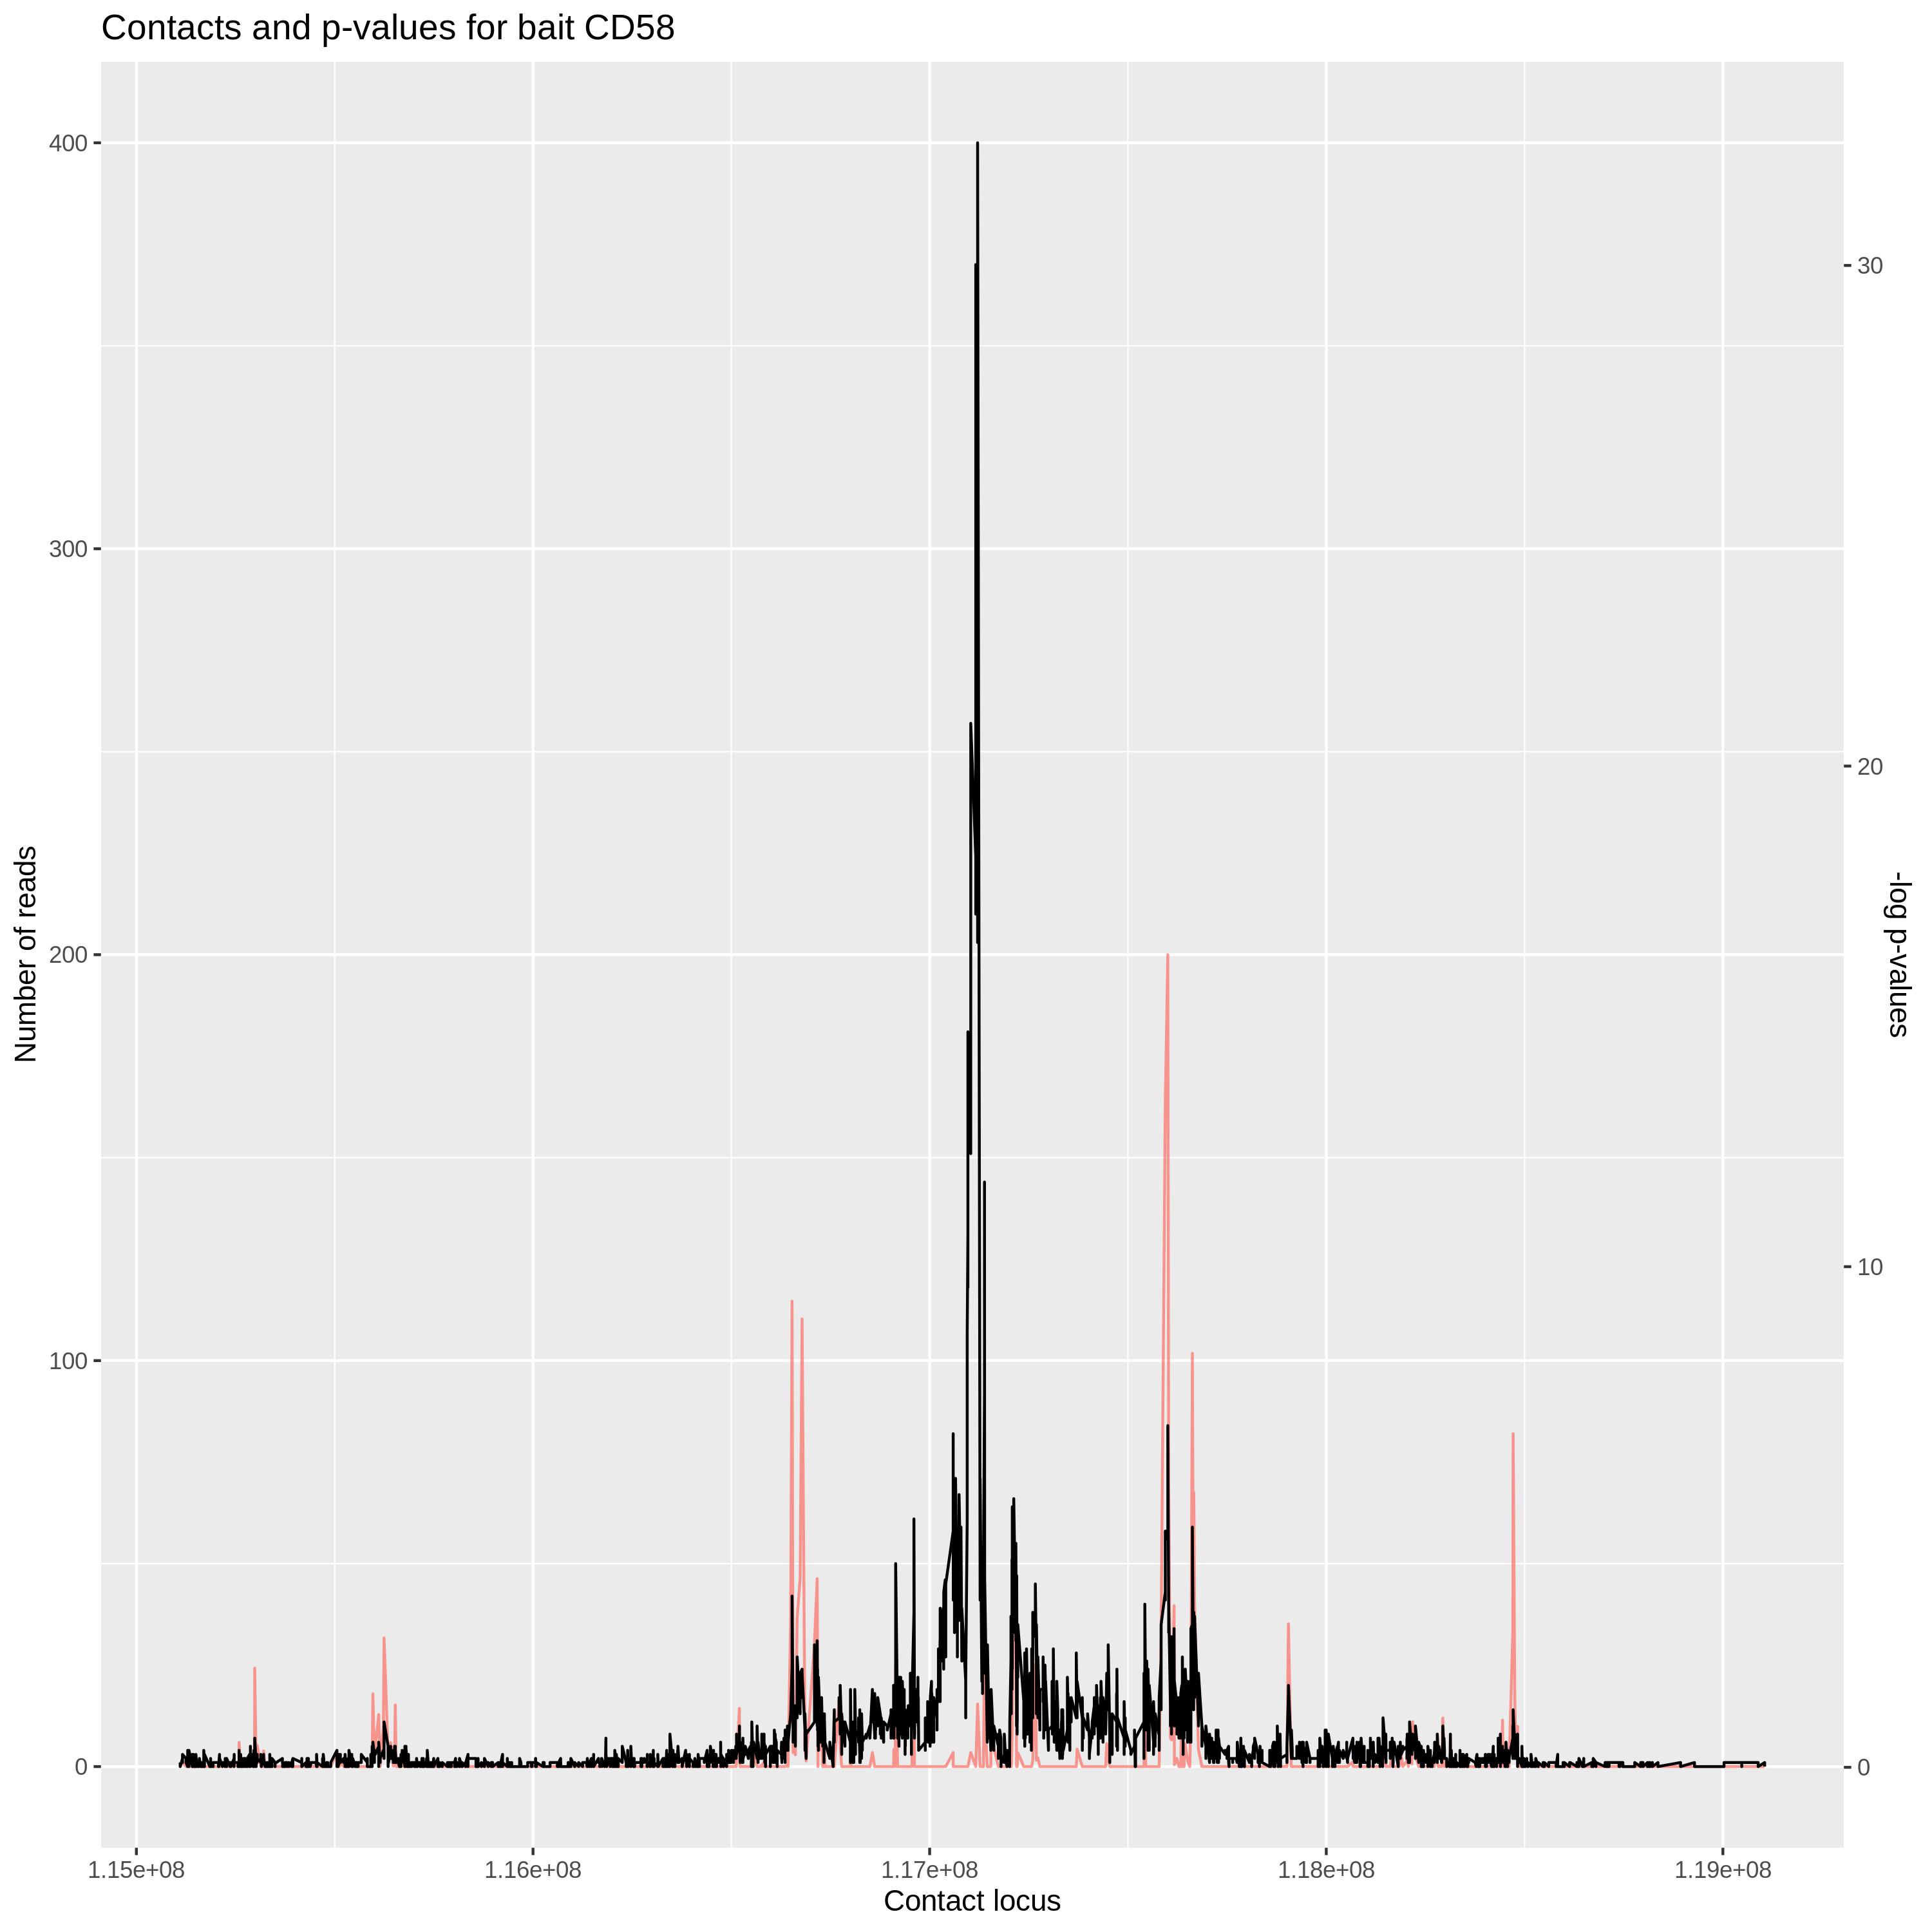 Contacts and p-values for bait CD58
400
300
200
100
0
Number of reads
30
20
10
0
-log p-values
1.15e+08
1.16e+08
1.17e+08
1.18e+08
1.19e+08
Contact locus